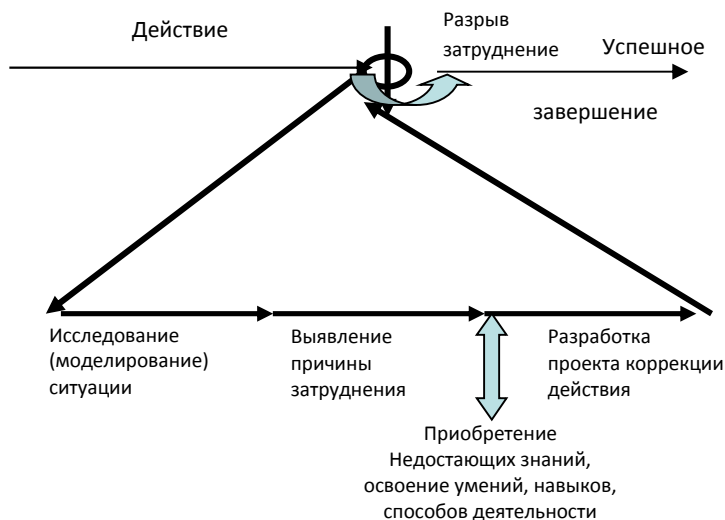 Действие
Разрыв
затруднение
Успешное
завершение
Исследование
(моделирование)
ситуации
Выявление
причины
затруднения
Разработка
проекта коррекции
действия
Приобретение
Недостающих знаний,
освоение умений, навыков,
способов деятельности